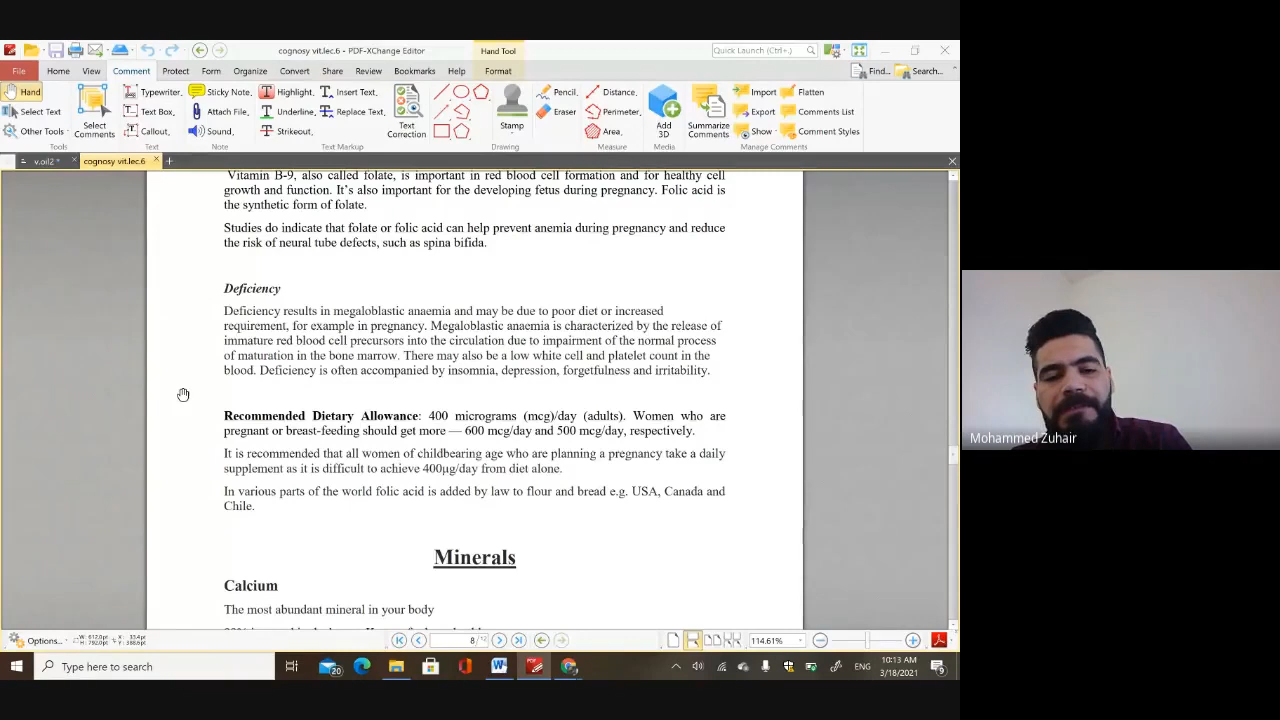 cognosy vit.lec.6 - PDF-XChange Editor
Hand Tool
Quick Launch (Ctrl+.)
File Home View Comment Protect Form Organize Convert Share Review Bookmarks Help Format Find... Search...
Hand Typewriter Sticky Note Highlight Insert Text Pencil Distance Import Flatten
Select Text Text Box Attach File Underline Replace Text Eraser Perimeter Export Comments List
Other Tools Callout Sound Strikeout Area Show Comment Styles
Select Comments
Text Correction
Stamp
Add 3D
Summarize Comments
Tools Text Note Text Markup Drawing Measure Media Manage Comments
v.oil2 * cognosy vit.lec.6
Vitamin B-9, also called folate, is important in red blood cell formation and for healthy cell
growth and function. It's also important for the developing fetus during pregnancy. Folic acid is
the synthetic form of folate.
Studies do indicate that folate or folic acid can help prevent anemia during pregnancy and reduce
the risk of neural tube defects, such as spina bifida.
Deficiency
Deficiency results in megaloblastic anaemia and may be due to poor diet or increased
requirement, for example in pregnancy. Megaloblastic anaemia is characterized by the release of
immature red blood cell precursors into the circulation due to impairment of the normal process
of maturation in the bone marrow. There may also be a low white cell and platelet count in the
blood. Deficiency is often accompanied by insomnia, depression, forgetfulness and irritability.
Recommended Dietary Allowance: 400 micrograms (mcg)/day (adults). Women who are
pregnant or breast-feeding should get more — 600 mcg/day and 500 mcg/day, respectively.
It is recommended that all women of childbearing age who are planning a pregnancy take a daily
supplement as it is difficult to achieve 400µg/day from diet alone.
In various parts of the world folic acid is added by law to flour and bread e.g. USA, Canada and
Chile.
Minerals
Calcium
The most abundant mineral in your body
Mohammed Zuhair
Options... W: 612.0pt H: 792.0pt X: 33.4pt 8 / 12 114.61%
Type here to search
20
ENG
10:13 AM
3/18/2021